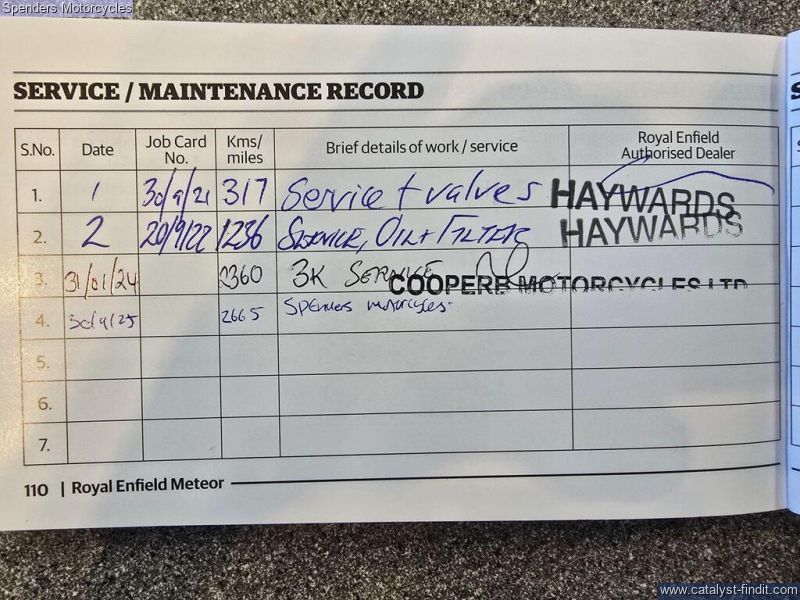 Spenders Motorcycles
SERVICE / MAINTENANCE RECORD
S.No. Date Job Card No. Kms/ miles Brief details of work / service Royal Enfield Authorised Dealer
1. 1 30/9/21 317 Service + valves HAYWARDS
2. 2 20/9/22 1236 SERVICE, OIL + FILTER HAYWARDS
3. 31/01/24 2360 3K SERVICE COOPERB MOTORCYCLES LTD
4. 30/9/25 2665 Spenders motorcycles.
5.
6.
7.
110 | Royal Enfield Meteor
www.catalyst-findit.com